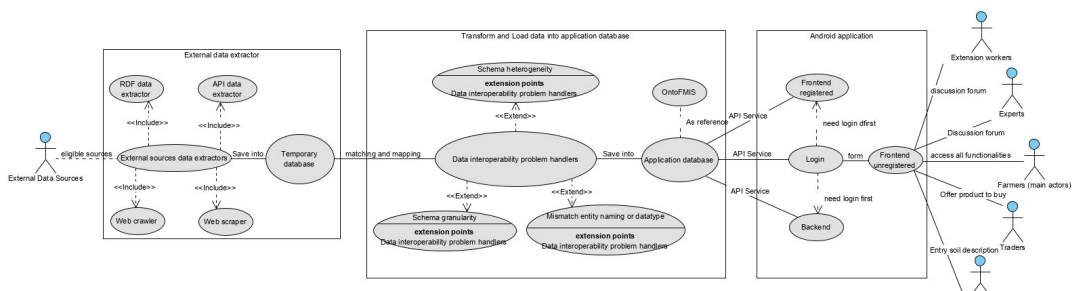 External data extractor
RDF data
extractor
API data
extractor
<<Include>>
<<Include>>
eligible sources
External sources data extractors
Save into
Temporary
database
External Data Sources
<<Include>>
<<Include>>
Web crawler
Web scraper
matching and mapping
Transform and Load data into application database
Schema heterogeneity
extension points
Data interoperability problem handlers
<<Extend>>
Data interoperability problem handlers
Save into
<<Extend>>
<<Extend>>
Schema granularity
extension points
Data interoperability problem handlers
Mismatch entity naming or datatype
extension points
Data interoperability problem handlers
OntoFMIS
As reference
Application database
API Service
API Service
API Service
Android application
Frontend
registered
need login dfirst
Login
form
Frontend
unregistered
need login first
Backend
Extension workers
discussion forum
Experts
Discussion forum
access all functionalities
Farmers (main actors)
Offer product to buy
Traders
Entry soil description